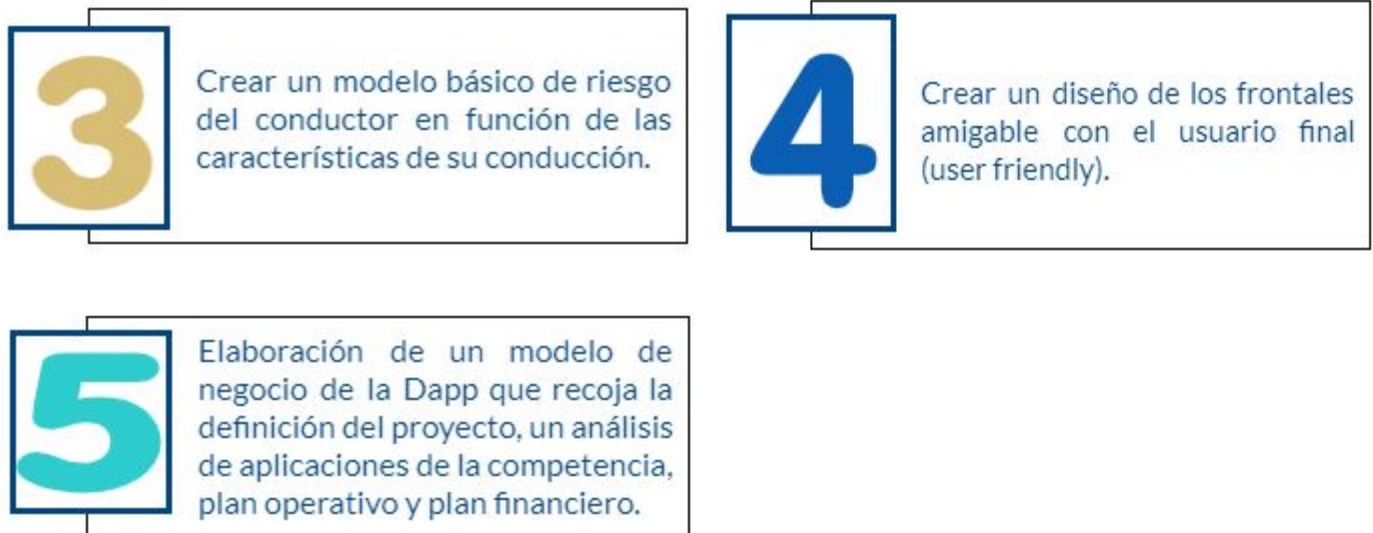 3
Crear un modelo básico de riesgo
del conductor en función de las
características de su conducción.
4
Crear un diseño de los frontales
amigable con el usuario final
(user friendly).
5
Elaboración de un modelo de
negocio de la Dapp que recoja la
definición del proyecto, un análisis
de aplicaciones de la competencia,
plan operativo y plan financiero.